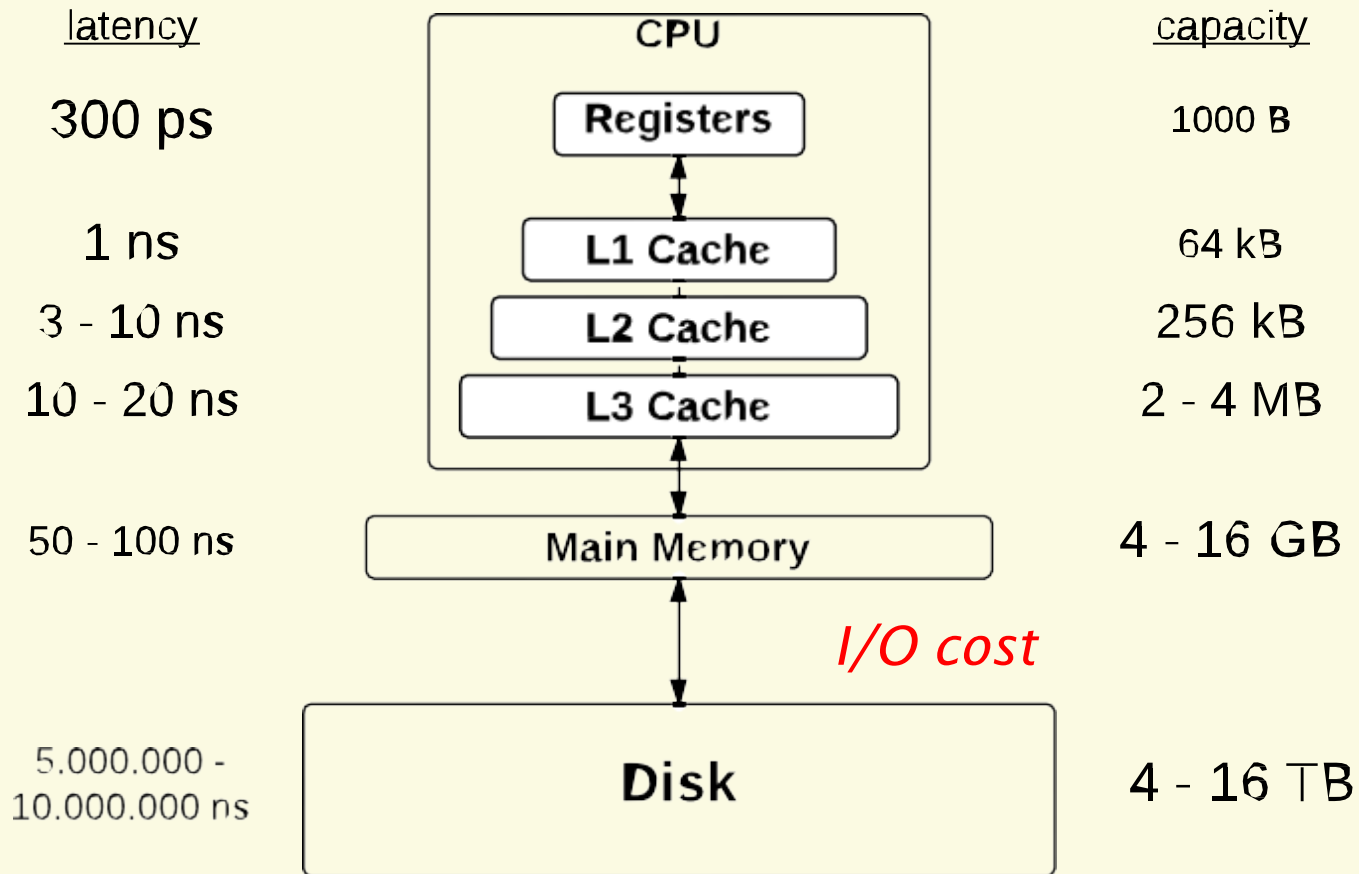 latency
CPU
capacity
300 ps
Registers
1000 B
1 ns
L1 Cache
64 kB
3 - 10 ns
L2 Cache
256 kB
10 - 20 ns
L3 Cache
2 - 4 MB
50 - 100 ns
Main Memory
4 - 16 GB
I/O cost
5.000.000 -
10.000.000 ns
Disk
4 - 16 TB